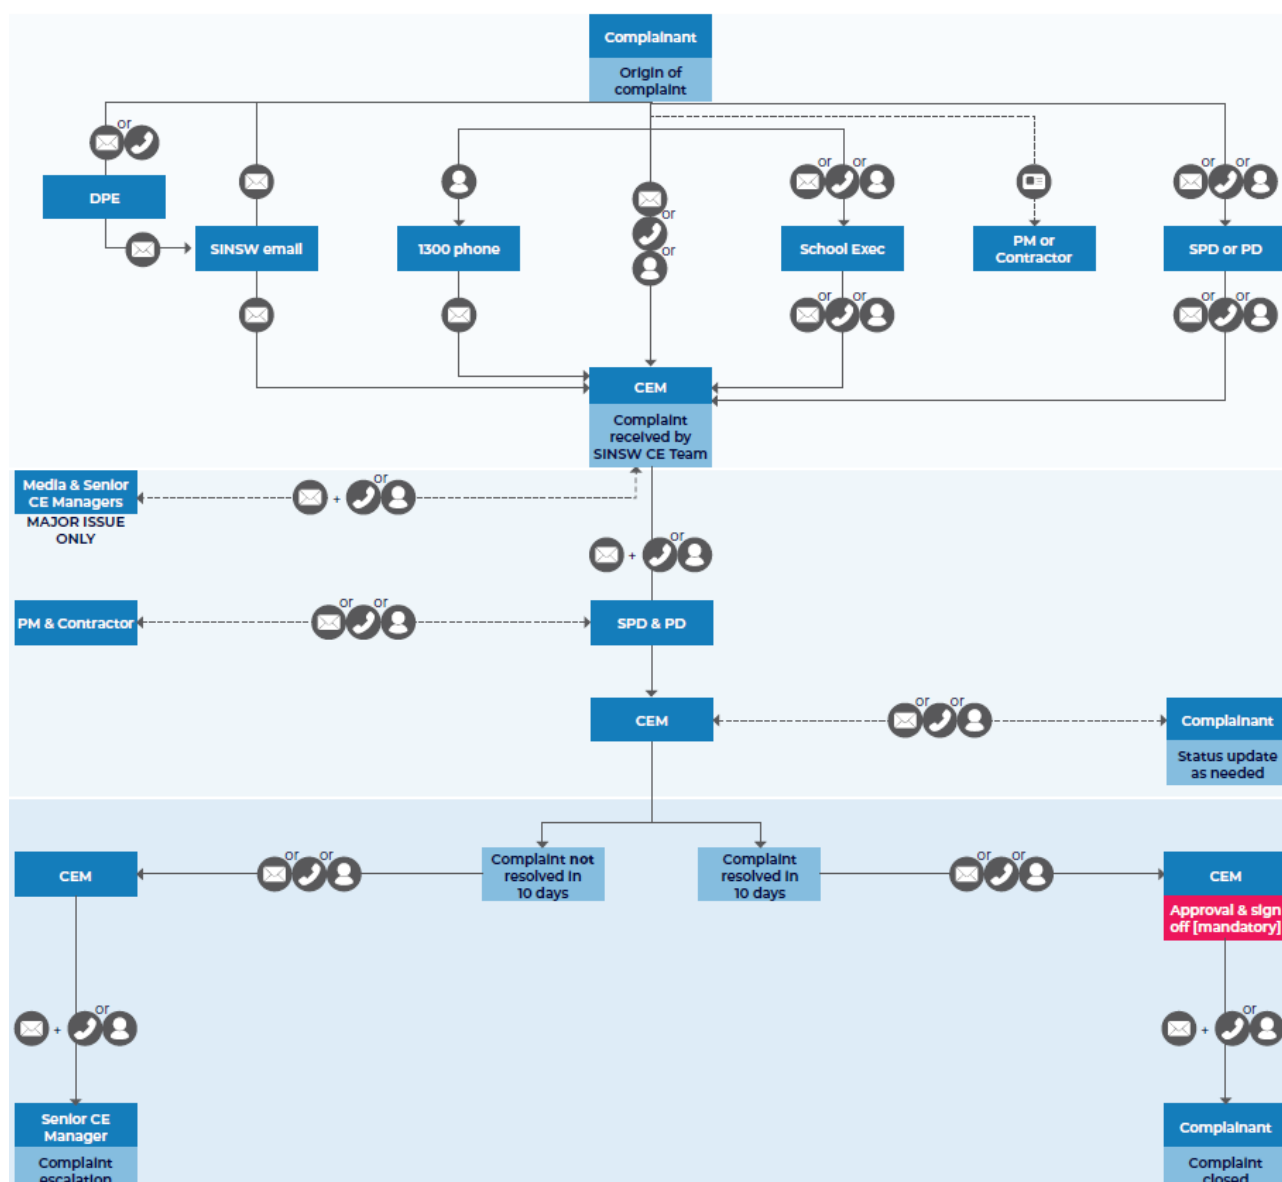 Complainant
Origin of
complaint
or
or
or
or
or
DPE
or
or
SINSW email
1300 phone
School Exec
PM or
Contractor
SPD or PD
or
or
or
or
CEM
Complaint
received by
SINSW CE Team
Media & Senior
CE Managers
MAJOR ISSUE
ONLY
+
or
+
or
PM & Contractor
or
or
SPD & PD
CEM
or
or
Complainant
Status update
as needed
CEM
or
or
Complaint not
resolved in
10 days
Complaint
resolved in
10 days
or
or
CEM
Approval & sign
off [mandatory]
+
or
+
or
Senior CE
Manager
Complaint
escalation
Complainant
Complaint
closed